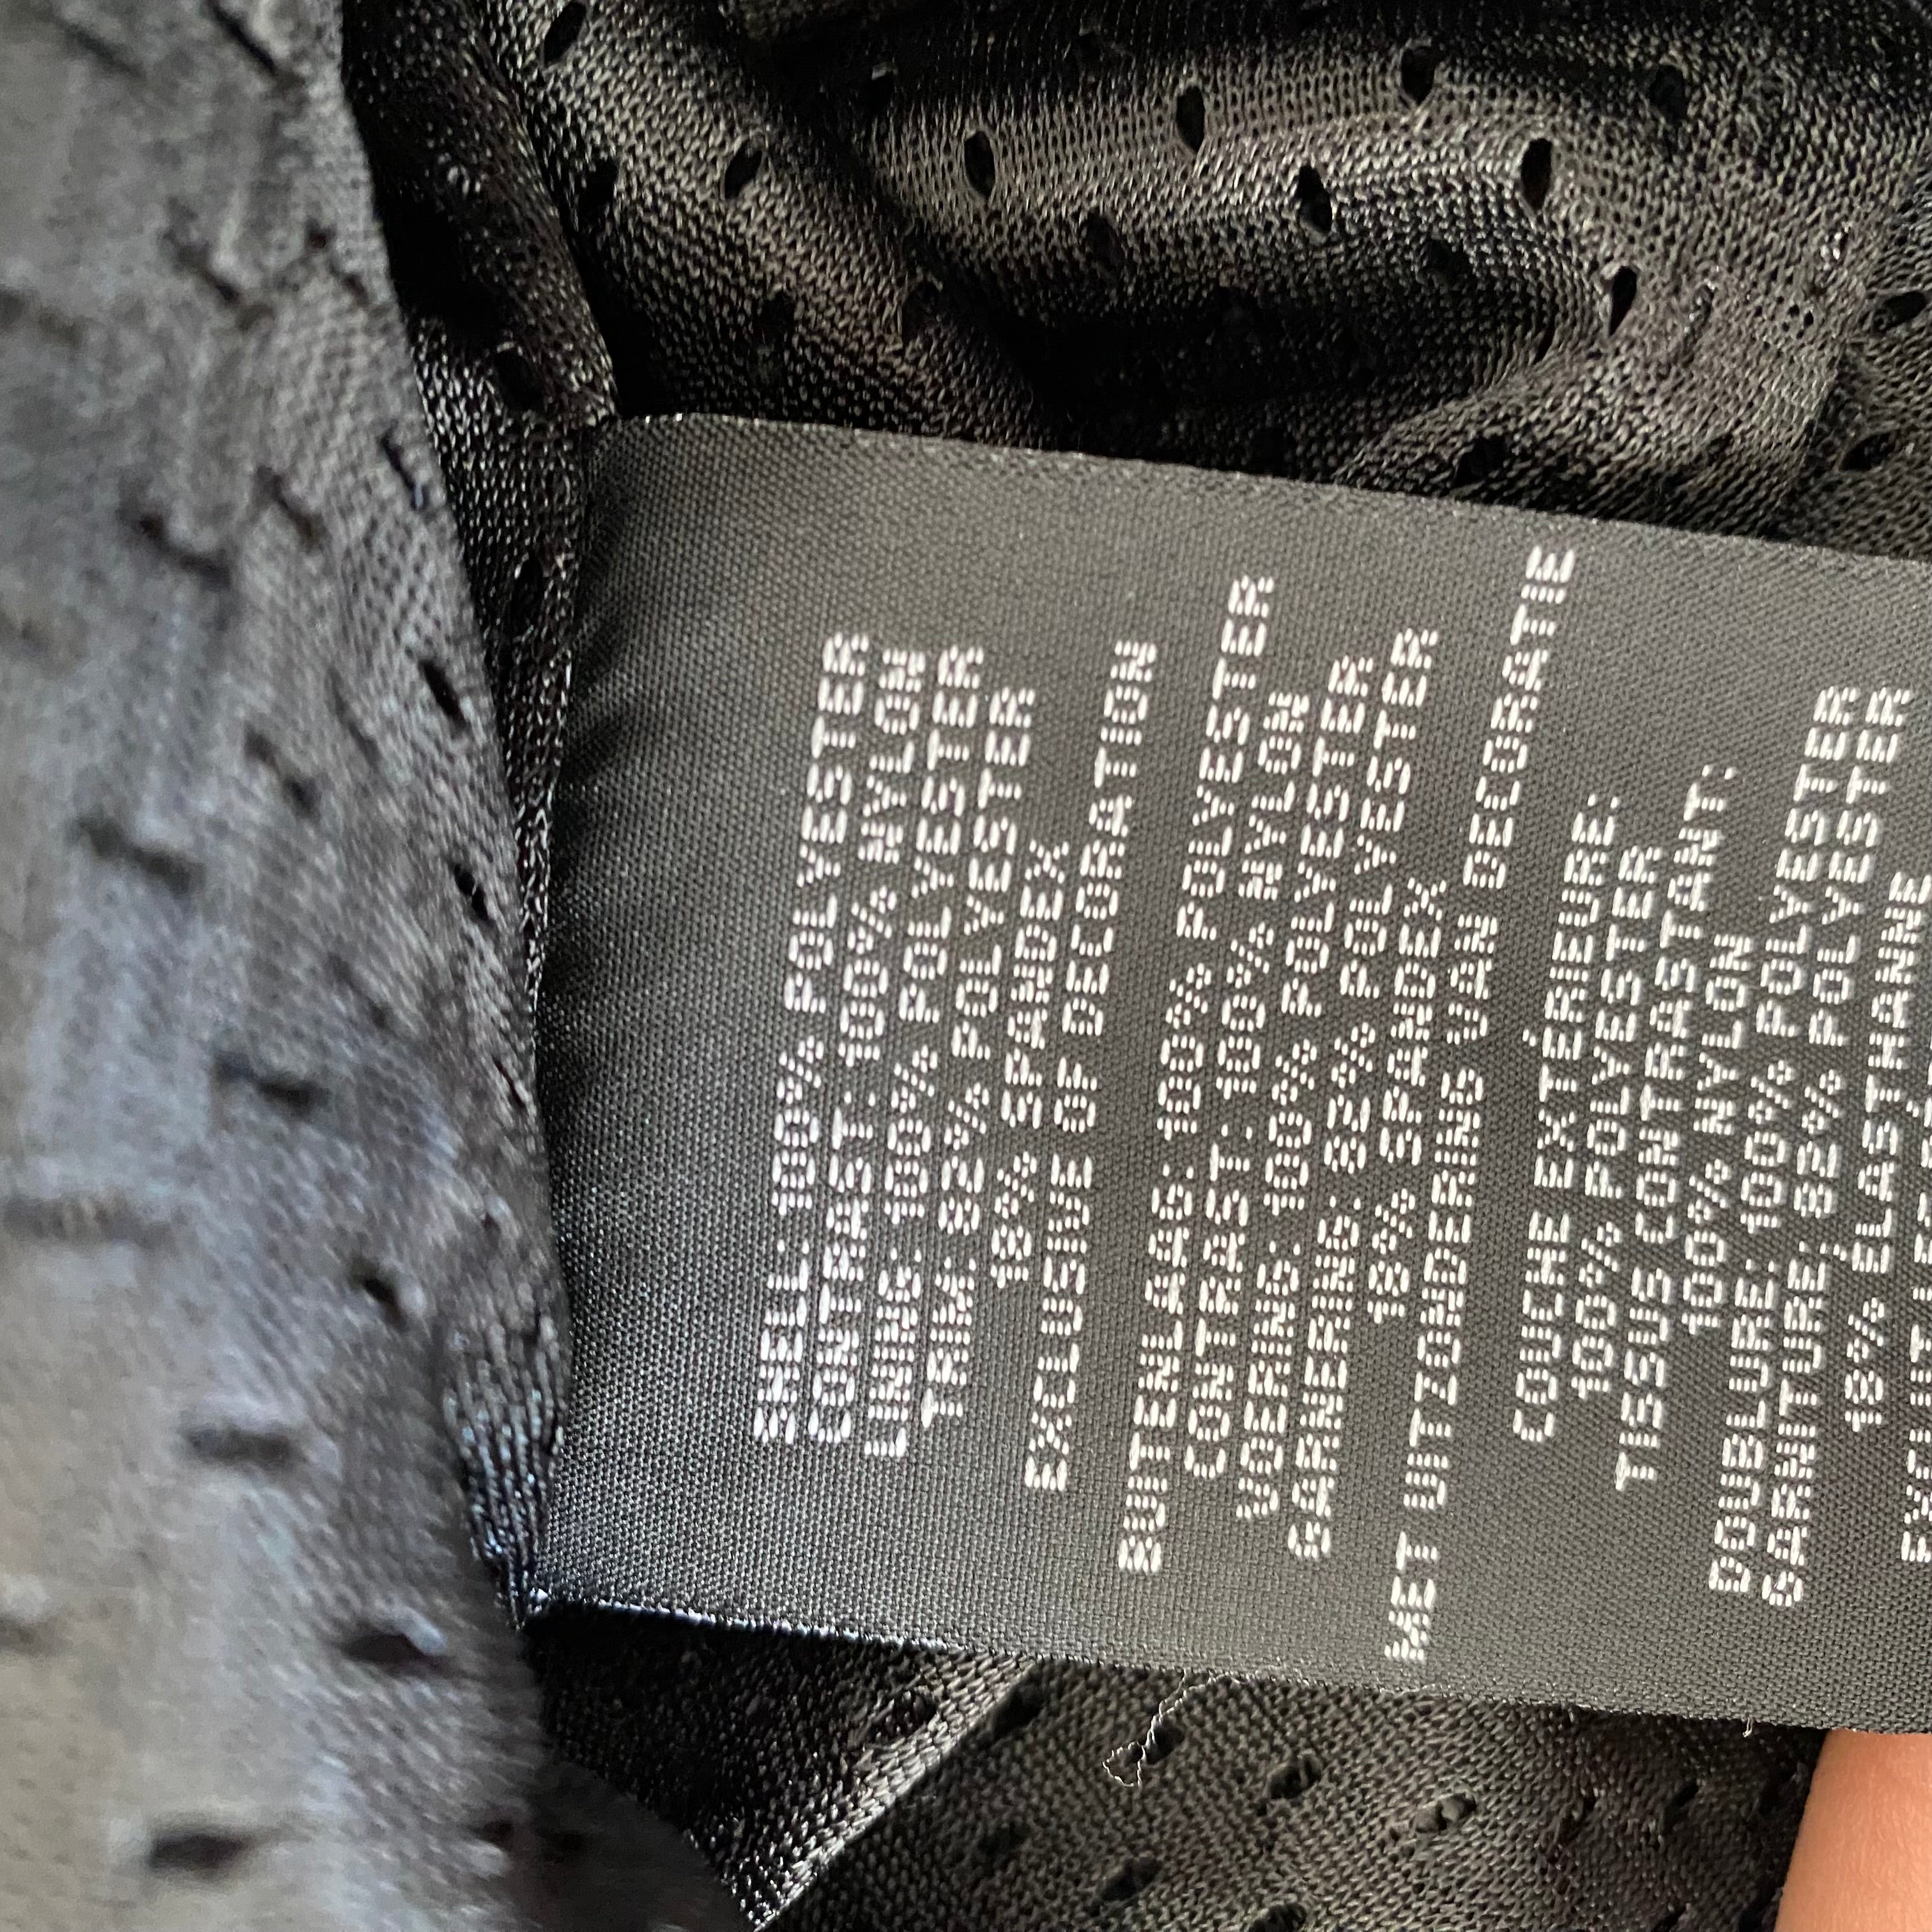 SHELL: 100% POLYESTER
CONTRAST: 100% NYLON
LINING: 100% POLYESTER
TRIM: 82% POLYESTER
18% SPANDEX
EXCLUSIVE OF DECORATION
BUITENLAG: 100% POLYESTER
CONTRAST: 100% NYLON
VOERING: 100% POLYESTER
GARNERING: 82% POLYESTER
18% SPANDEX
MET UITZONDERING VAN DECORATIE
COUCHE EXTÉRIEURE:
100% POLYESTER
TISSUE CONTRASTANT:
100% NYLON
DOUBLURE: 100% POLYESTER
GARNITURE: 82% POLYESTER
18% ÉLASTHANNE